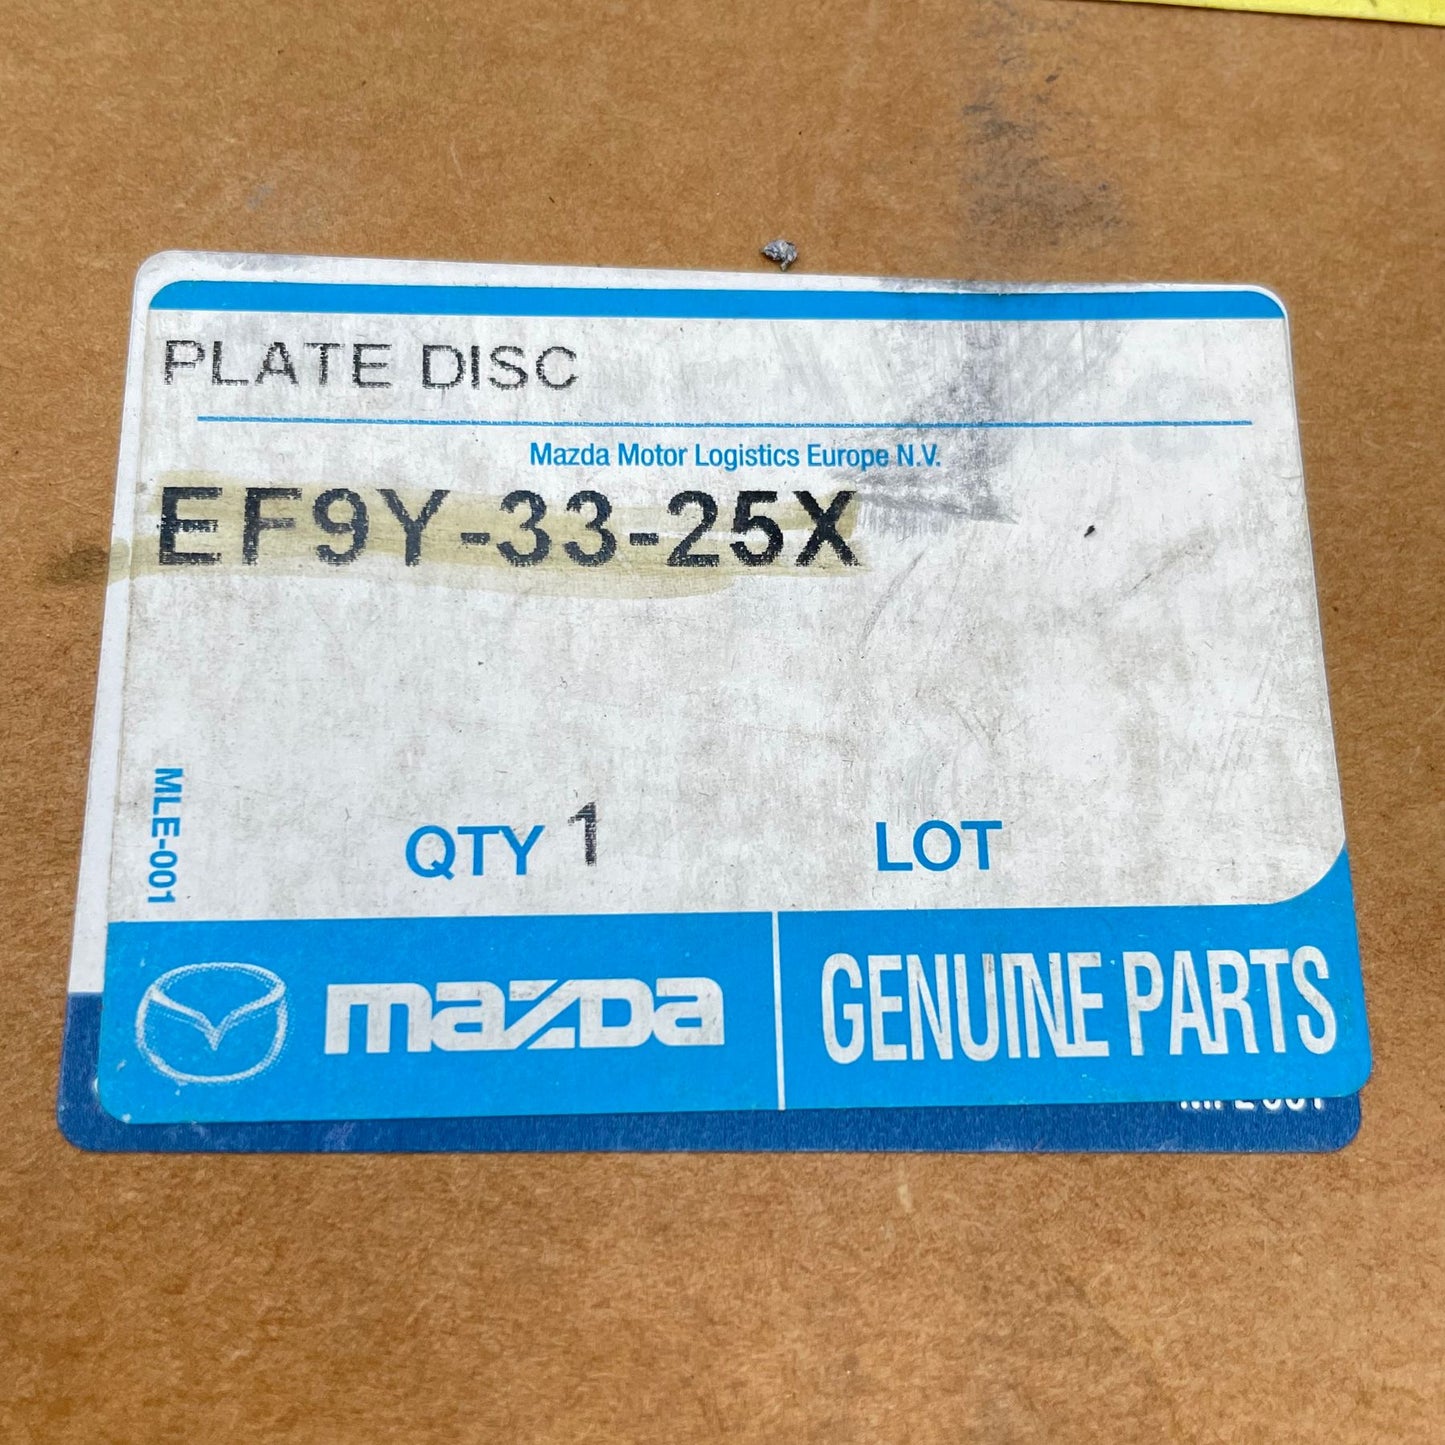 PLATE DISC
Mazda Motor Logistics Europe N.V.
EF9Y-33-25X
MLE-001
QTY 1
LOT
mazda
GENUINE PARTS